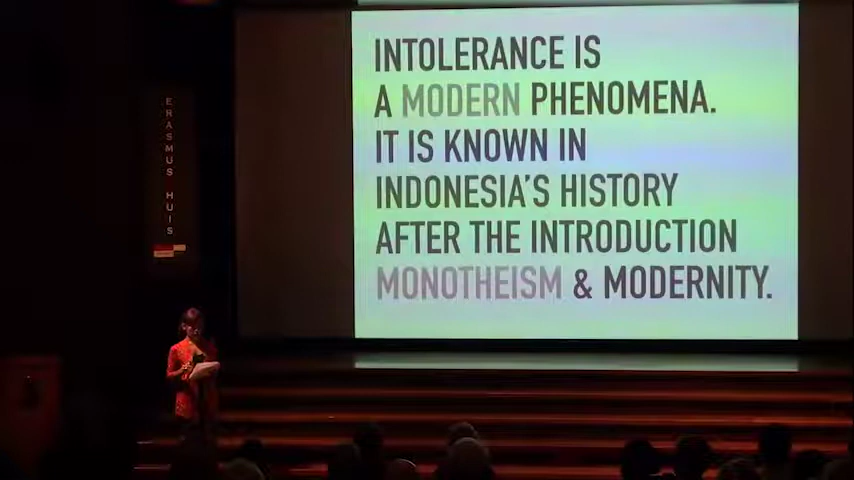 INTOLERANCE IS
A MODERN PHENOMENA.
IT IS KNOWN IN
INDONESIA'S HISTORY
AFTER THE INTRODUCTION
MONOTHEISM & MODERNITY.
ERASMUS HUIS